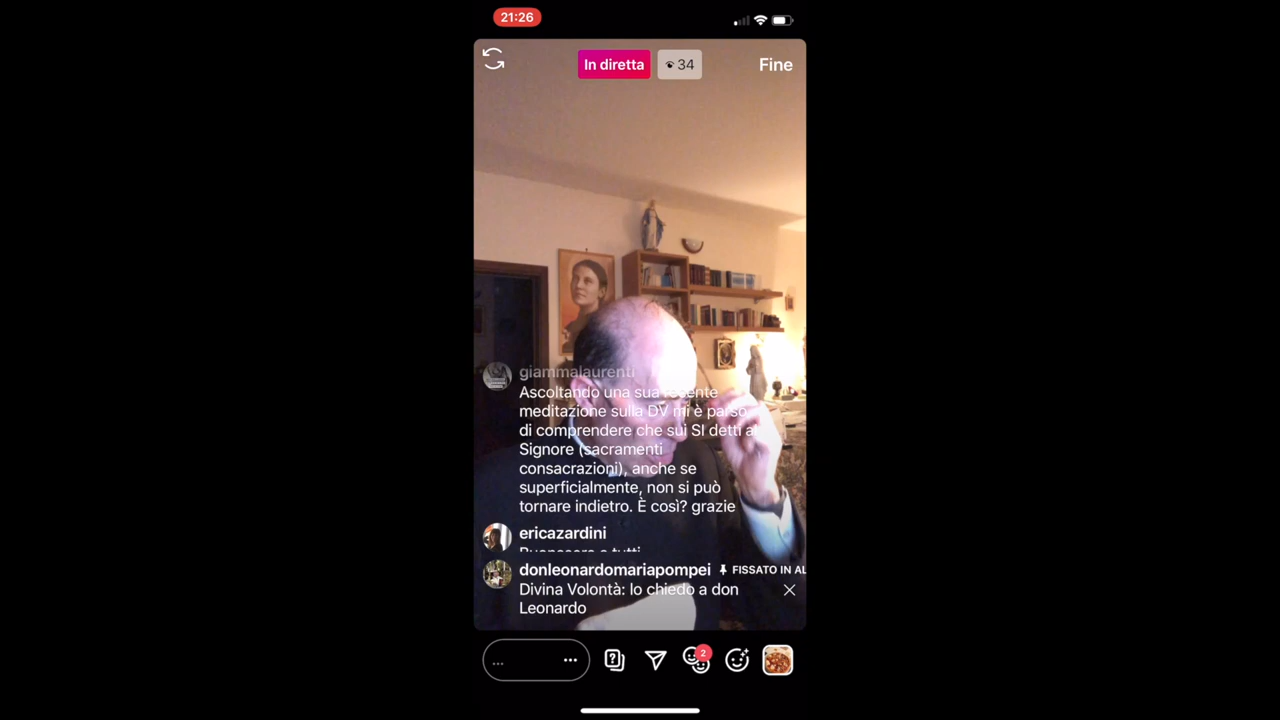 21:26
In diretta
34
Fine
giammalaurenti
Ascoltando una sua recente
meditazione sulla DV mi è parso
di comprendere che sui SI detti al
Signore (sacramenti
consacrazioni), anche se
superficialmente, non si può
tornare indietro. È così? grazie
ericazardini
Buonasera a tutti
donleonardomariapompei FISSATO IN AL
Divina Volontà: lo chiedo a don
Leonardo
...
2